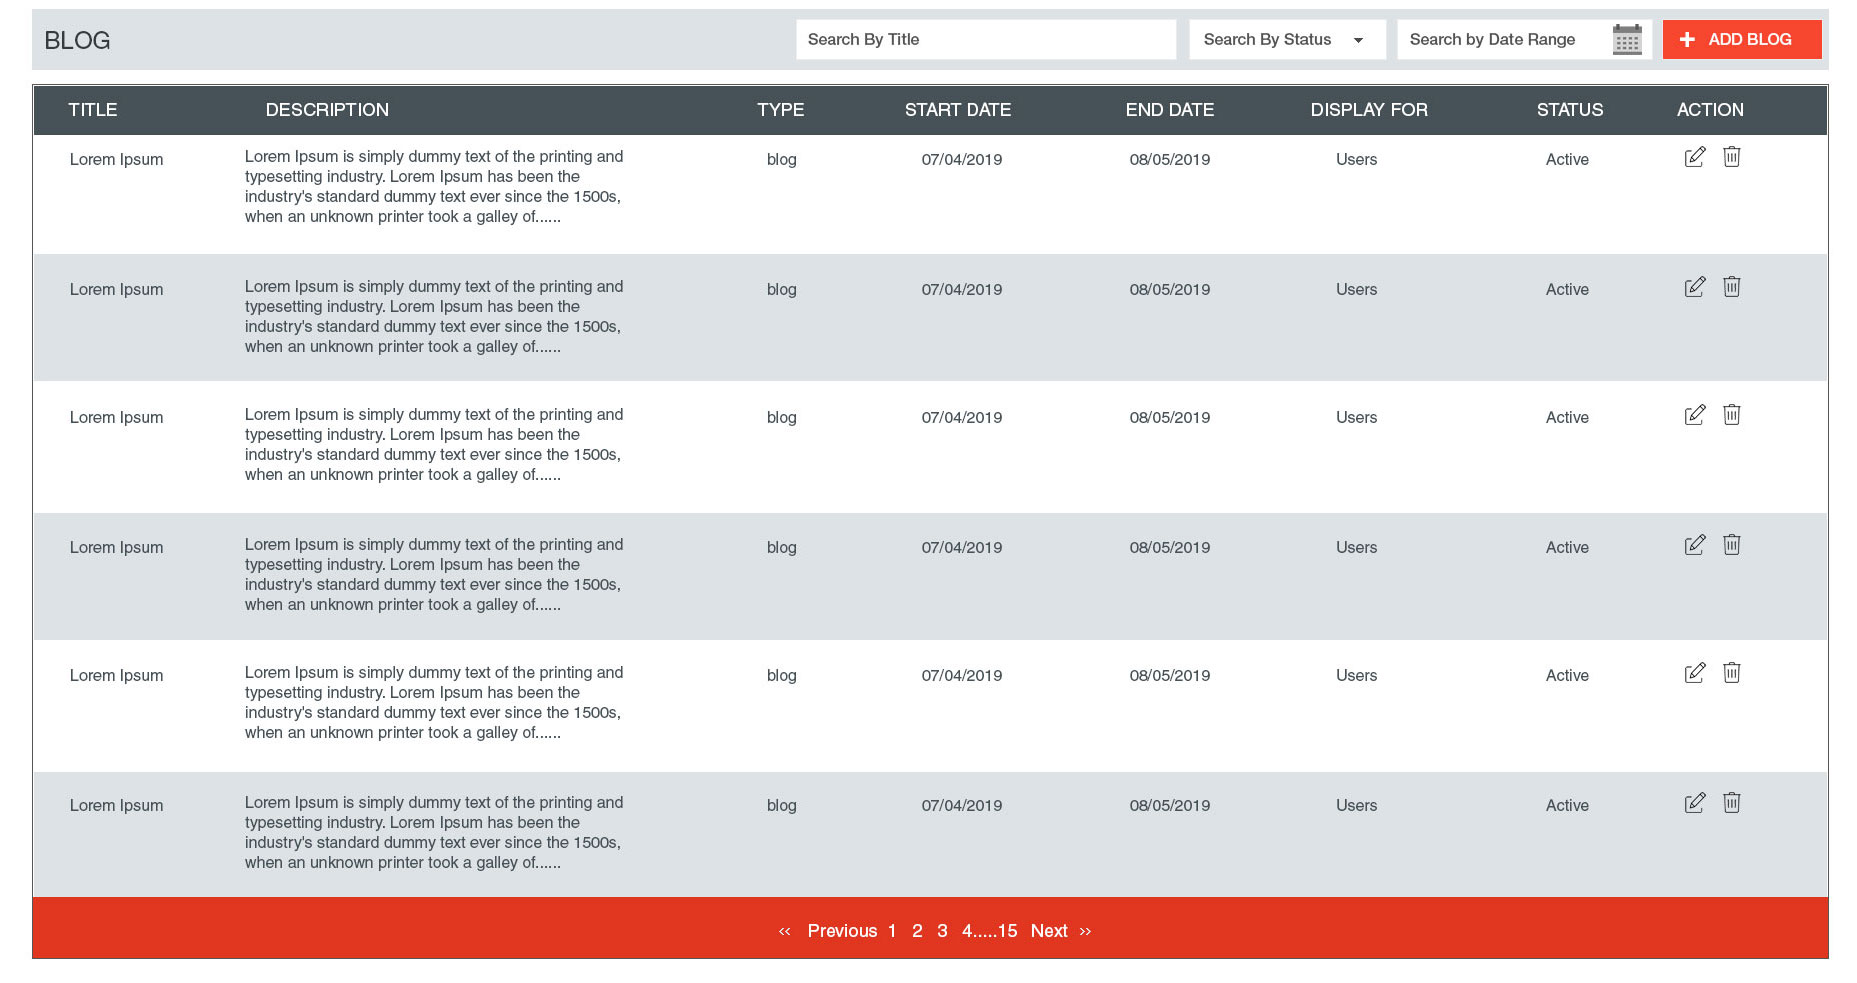 BLOG Search By Title Search By Status Search by Date Range ADD BLOG
TITLE DESCRIPTION TYPE START DATE END DATE DISPLAY FOR STATUS ACTION
Lorem Ipsum Lorem Ipsum is simply dummy text of the printing and blog 07/04/2019 08/05/2019 Users Active
typesetting industry. Lorem Ipsum has been the
industry's standard dummy text ever since the 1500s,
when an unknown printer took a galley of......
Lorem Ipsum Lorem Ipsum is simply dummy text of the printing and blog 07/04/2019 08/05/2019 Users Active
typesetting industry. Lorem Ipsum has been the
industry's standard dummy text ever since the 1500s,
when an unknown printer took a galley of......
Lorem Ipsum Lorem Ipsum is simply dummy text of the printing and blog 07/04/2019 08/05/2019 Users Active
typesetting industry. Lorem Ipsum has been the
industry's standard dummy text ever since the 1500s,
when an unknown printer took a galley of......
Lorem Ipsum Lorem Ipsum is simply dummy text of the printing and blog 07/04/2019 08/05/2019 Users Active
typesetting industry. Lorem Ipsum has been the
industry's standard dummy text ever since the 1500s,
when an unknown printer took a galley of......
Lorem Ipsum Lorem Ipsum is simply dummy text of the printing and blog 07/04/2019 08/05/2019 Users Active
typesetting industry. Lorem Ipsum has been the
industry's standard dummy text ever since the 1500s,
when an unknown printer took a galley of......
Lorem Ipsum Lorem Ipsum is simply dummy text of the printing and blog 07/04/2019 08/05/2019 Users Active
typesetting industry. Lorem Ipsum has been the
industry's standard dummy text ever since the 1500s,
when an unknown printer took a galley of......
‹‹ Previous 1 2 3 4.....15 Next ››